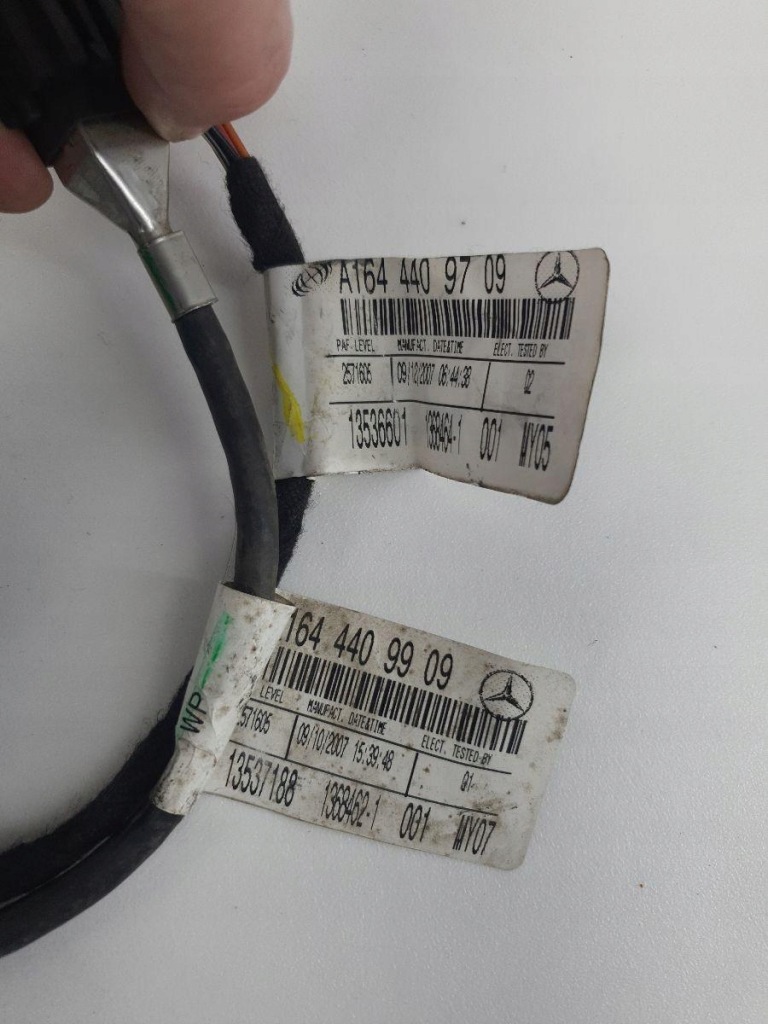 A164 440 97 09
PAF-LEVEL MANUFACT. DATE&TIME ELECT. TESTED BY
2571605 09/10/2007 06:44:38 02
13536601 1368464-1 001 MY05
164 440 99 09
LEVEL MANUFACT. DATE&TIME ELECT. TESTED BY
2571605 09/10/2007 15:39:48 01
13537188 1368462-1 001 MY07
WP